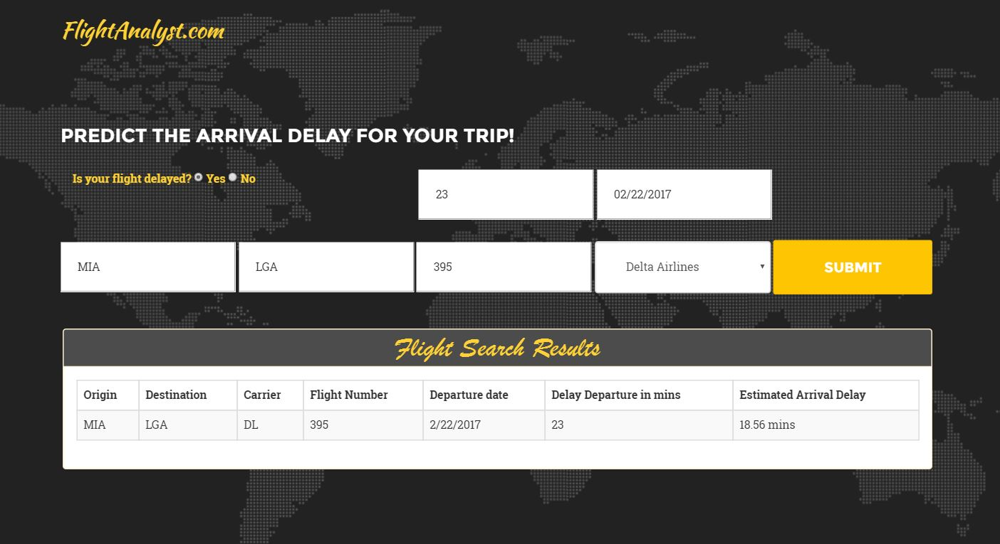 FlightAnalyst.com
PREDICT THE ARRIVAL DELAY FOR YOUR TRIP!
Is your flight delayed? Yes No
23 02/22/2017
MIA LGA 395 Delta Airlines SUBMIT
Flight Search Results
Origin Destination Carrier Flight Number Departure date Delay Departure in mins Estimated Arrival Delay
MIA LGA DL 395 2/22/2017 23 18.56 mins